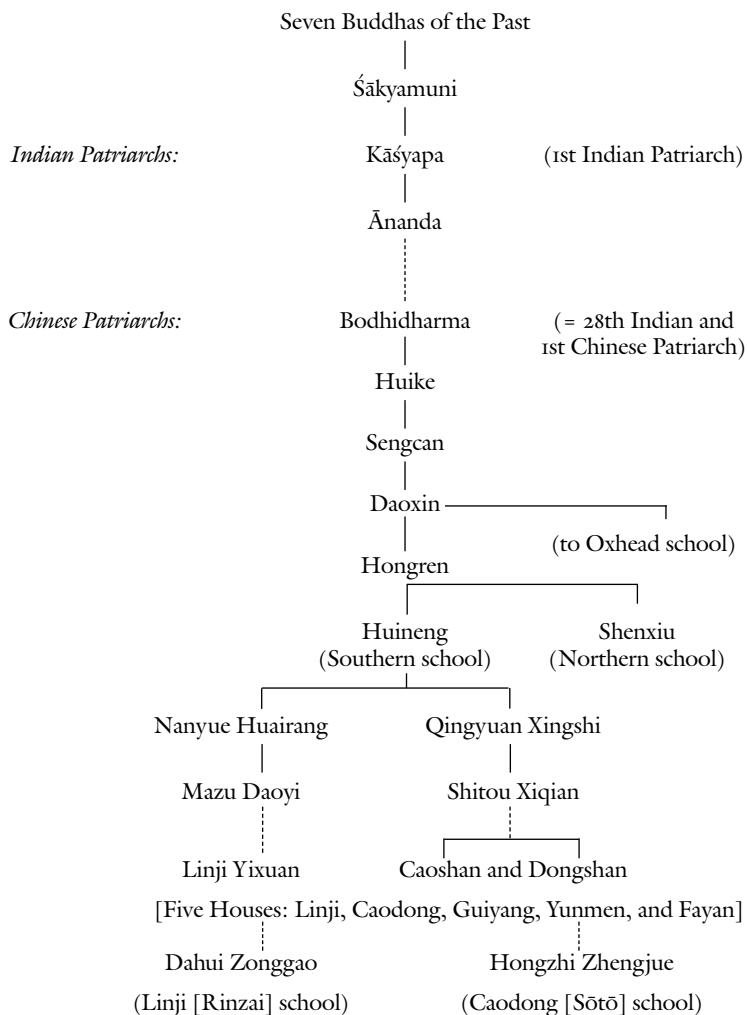 Seven Buddhas of the Past
Śākyamuni
Indian Patriarchs: Kāśyapa (1st Indian Patriarch)
Ānanda
Chinese Patriarchs: Bodhidharma (= 28th Indian and
1st Chinese Patriarch)
Huike
Sengcan
Daoxin
(to Oxhead school)
Hongren
Huineng Shenxiu
(Southern school) (Northern school)
Nanyue Huairang Qingyuan Xingshi
Mazu Daoyi Shitou Xiqian
Linji Yixuan Caoshan and Dongshan
[Five Houses: Linji, Caodong, Guiyang, Yunmen, and Fayan]
Dahui Zonggao Hongzhi Zhengjue
(Linji [Rinzai] school) (Caodong [Sōtō] school)